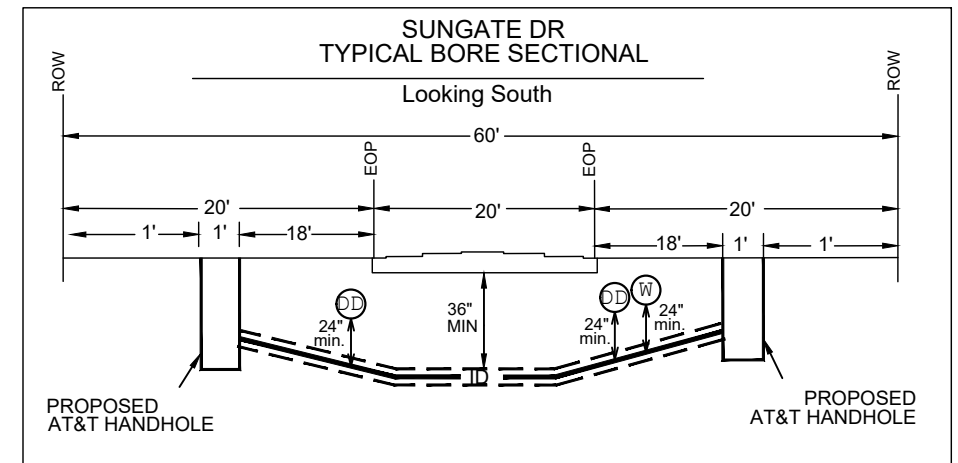 SUNGATE DR
TYPICAL BORE SECTIONAL
Looking South
ROW
ROW
60'
EOP
EOP
20'
20'
20'
1'
1'
18'
18'
1'
1'
DD
24"
min.
36"
MIN
DD
W
24"
min.
24"
min.
PROPOSED
AT&T HANDHOLE
PROPOSED
AT&T HANDHOLE